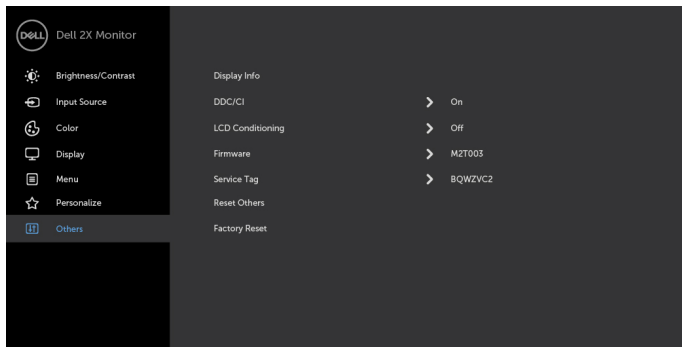 DELL Dell 2X Monitor
Brightness/Contrast Display Info
Input Source DDC/CI On
Color LCD Conditioning Off
Display Firmware M2T003
Menu Service Tag BQWZVC2
Personalize Reset Others
Others Factory Reset